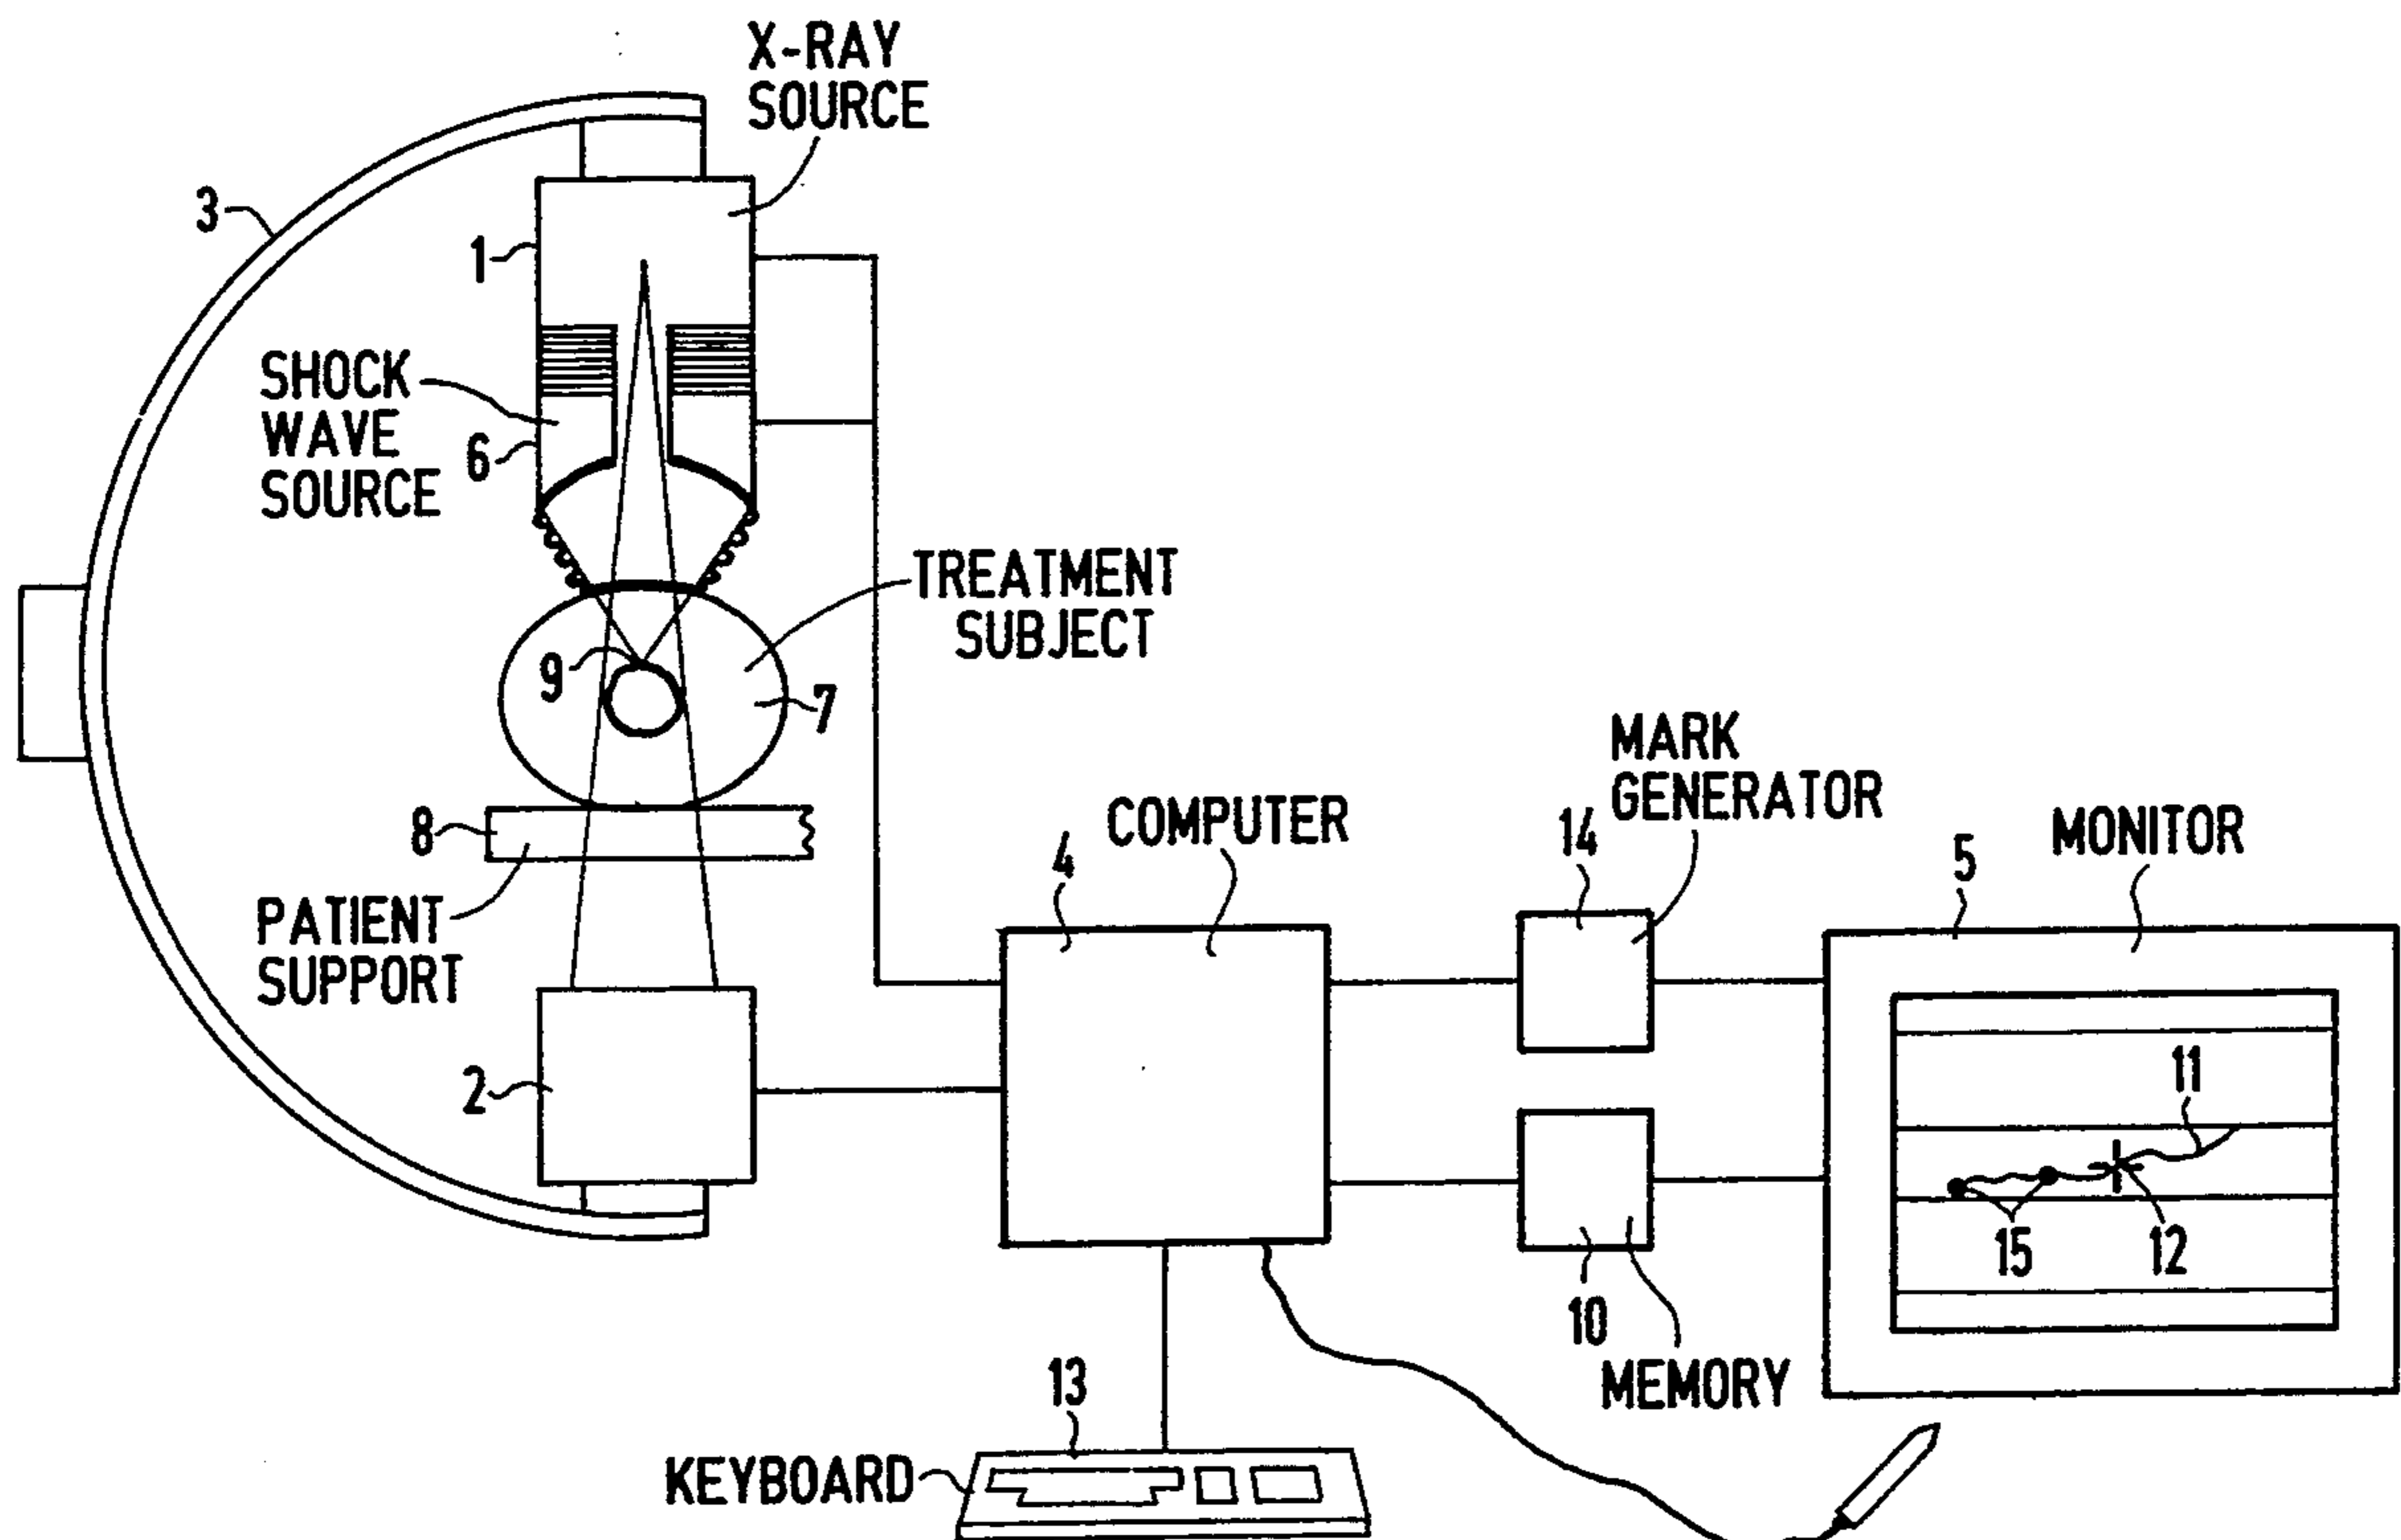 X-RAY
SOURCE
3
1
SHOCK
WAVE
SOURCE
6
TREATMENT
SUBJECT
9
7
8
PATIENT
SUPPORT
2
4
COMPUTER
14
MARK
GENERATOR
5
MONITOR
11
15
12
10
MEMORY
13
KEYBOARD